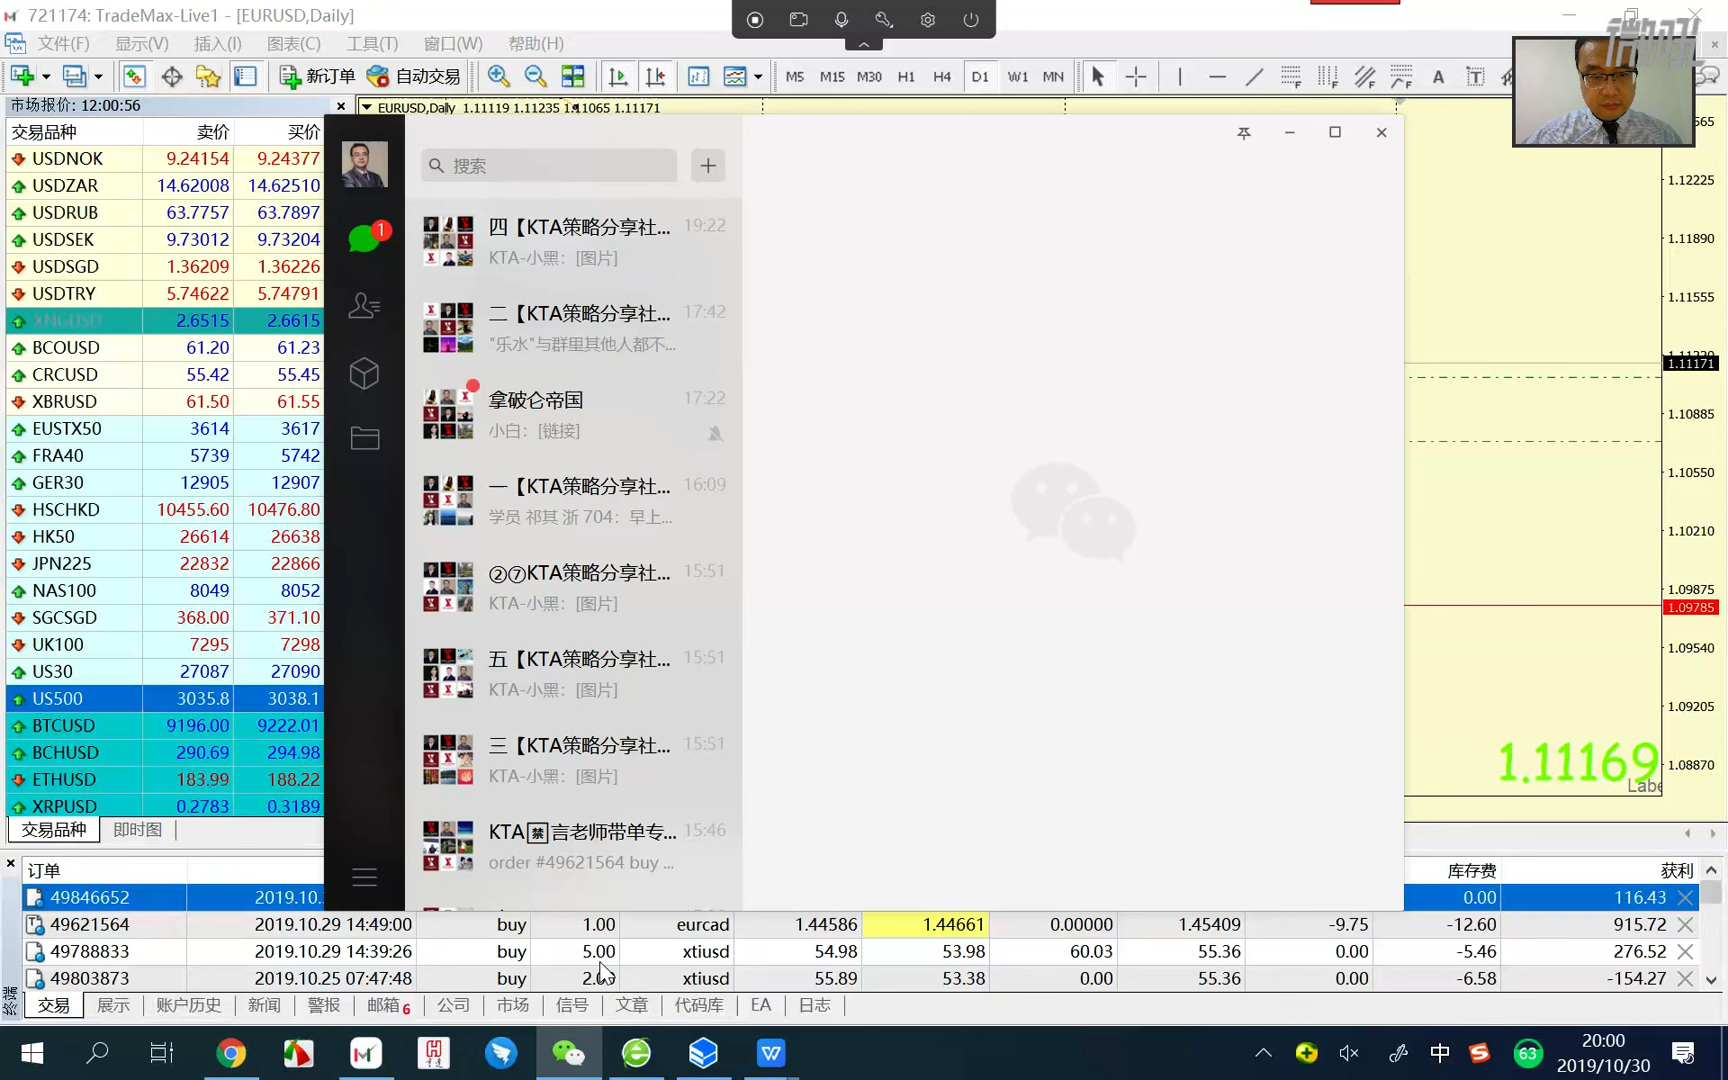 721174: TradeMax-Live1 - [EURUSD,Daily]
文件(F) 显示(V) 插入(I) 图表(C) 工具(T) 窗口(W) 帮助(H)
新订单 自动交易 M5 M15 M30 H1 H4 D1 W1 MN A T
市场报价: 12:00:56
EURUSD,Daily 1.11119 1.11235 1.11065 1.11171
交易品种 卖价 买价
USDNOK 9.24154 9.24377
USDZAR 14.62008 14.62510
USDRUB 63.7757 63.7897
USDSEK 9.73012 9.73204
USDSGD 1.36209 1.36226
USDTRY 5.74622 5.74791
XNGUSD 2.6515 2.6615
BCOUSD 61.20 61.23
CRCUSD 55.42 55.45
XBRUSD 61.50 61.55
EUSTX50 3614 3617
FRA40 5739 5742
GER30 12905 12907
HSCHKD 10455.60 10476.80
HK50 26614 26638
JPN225 22832 22866
NAS100 8049 8052
SGCSGD 368.00 371.10
UK100 7295 7298
US30 27087 27090
US500 3035.8 3038.1
BTCUSD 9196.00 9222.01
BCHUSD 290.69 294.98
ETHUSD 183.99 188.22
XRPUSD 0.2783 0.3189
交易品种 即时图
搜索
1
四【KTA策略分享社... 19:22
KTA-小黑: [图片]
二【KTA策略分享社... 17:42
"乐水"与群里其他人都不...
拿破仑帝国 17:22
小白: [链接]
一【KTA策略分享社... 16:09
学员 祁其 浙 704: 早上...
②⑦KTA策略分享社... 15:51
KTA-小黑: [图片]
五【KTA策略分享社... 15:51
KTA-小黑: [图片]
三【KTA策略分享社... 15:51
KTA-小黑: [图片]
KTA禁言老师带单专... 15:46
order #49621564 buy ...
1.12225
1.11890
1.11555
1.11171
1.10885
1.10550
1.10210
1.09875
1.09785
1.09540
1.09205
1.08870
1.11169
Labe
订单 库存费 获利
49846652 2019.10. 0.00 116.43
49621564 2019.10.29 14:49:00 buy 1.00 eurcad 1.44586 1.44661 0.00000 1.45409 -9.75 -12.60 915.72
49788833 2019.10.29 14:39:26 buy 5.00 xtiusd 54.98 53.98 60.03 55.36 0.00 -5.46 276.52
49803873 2019.10.25 07:47:48 buy 2.00 xtiusd 55.89 53.38 0.00 55.36 0.00 -6.58 -154.27
终端
交易 展示 账户历史 新闻 警报 邮箱6 公司 市场 信号 文章 代码库 EA 日志
中 63 20:00
2019/10/30